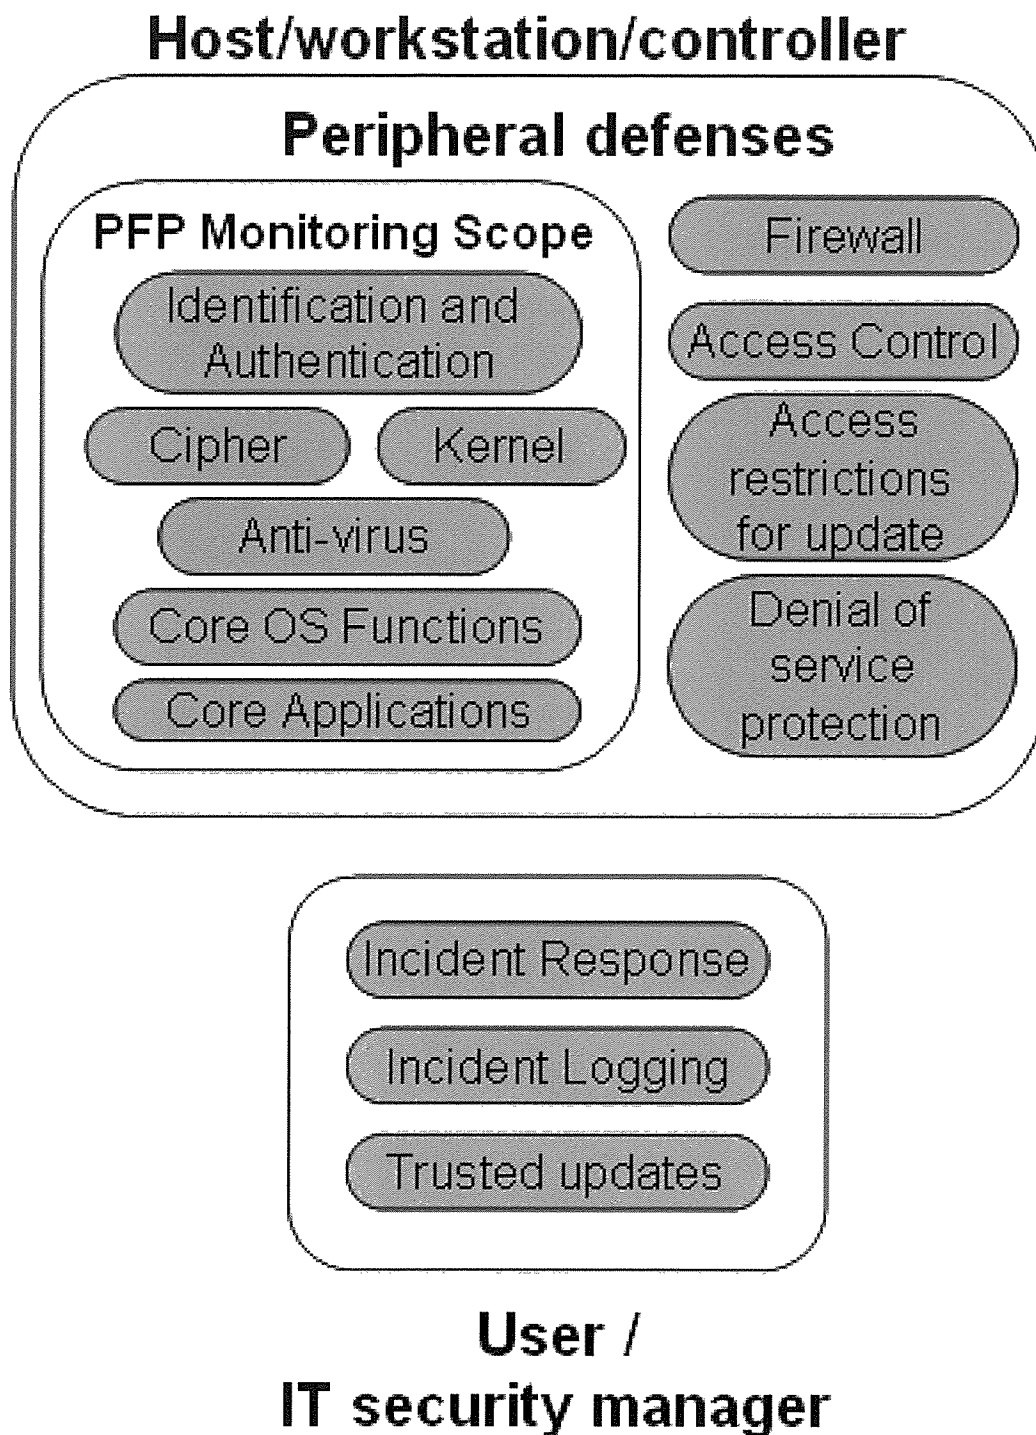 Host/workstation/controller
Peripheral defenses
PFP Monitoring Scope
Identification and
Authentication
Cipher
Kernel
Anti-virus
Core OS Functions
Core Applications
Firewall
Access Control
Access
restrictions
for update
Denial of
service
protection
Incident Response
Incident Logging
Trusted updates
User /
IT security manager